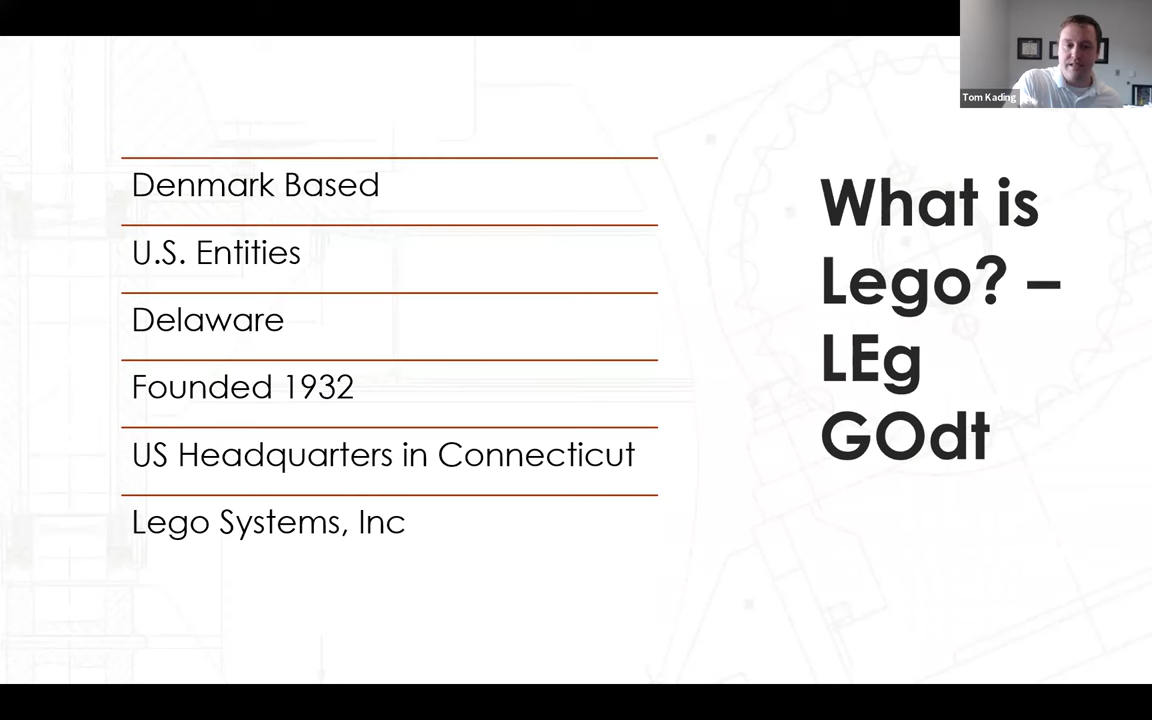 Tom Kading
Denmark Based
U.S. Entities
Delaware
Founded 1932
US Headquarters in Connecticut
Lego Systems, Inc
What is
Lego? –
LEg
GOdt